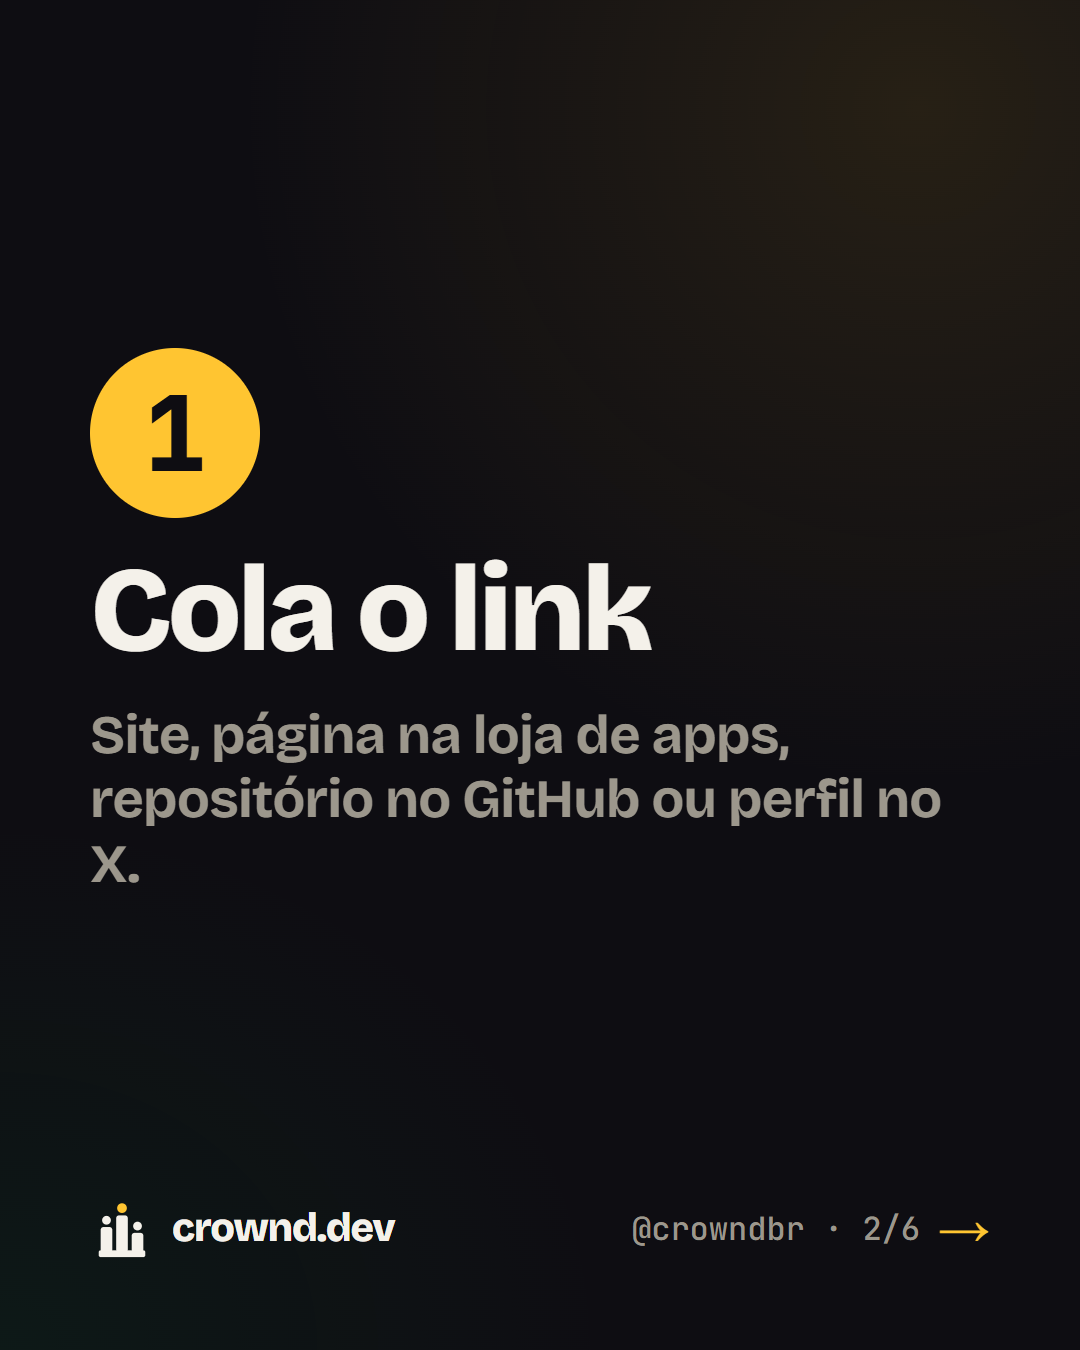 1
Cola o link
Site, página na loja de apps,
repositório no GitHub ou perfil no
X.
crownd.dev
@crowndbr · 2/6 →